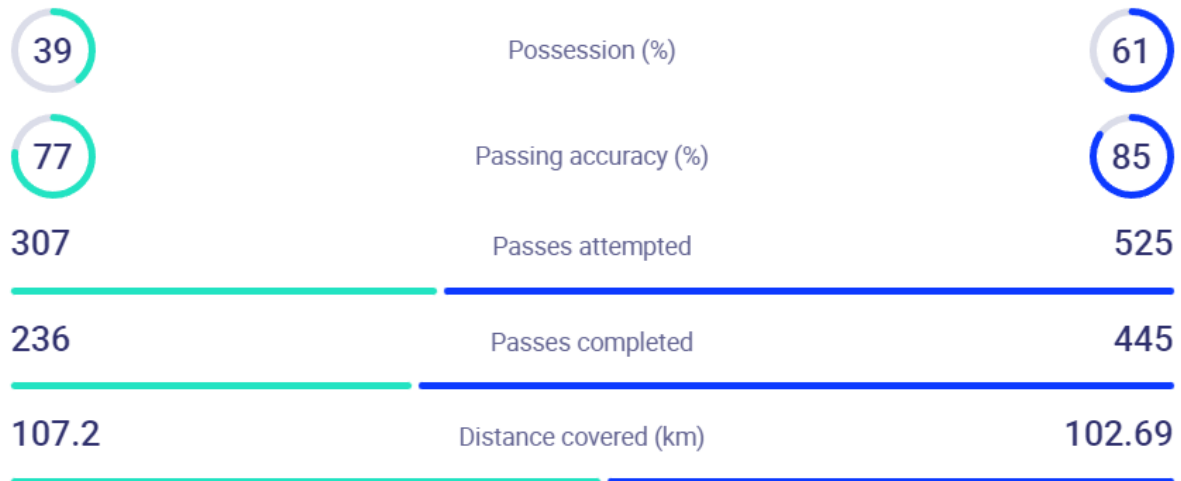 39 Possession (%) 61
77 Passing accuracy (%) 85
307 Passes attempted 525
236 Passes completed 445
107.2 Distance covered (km) 102.69